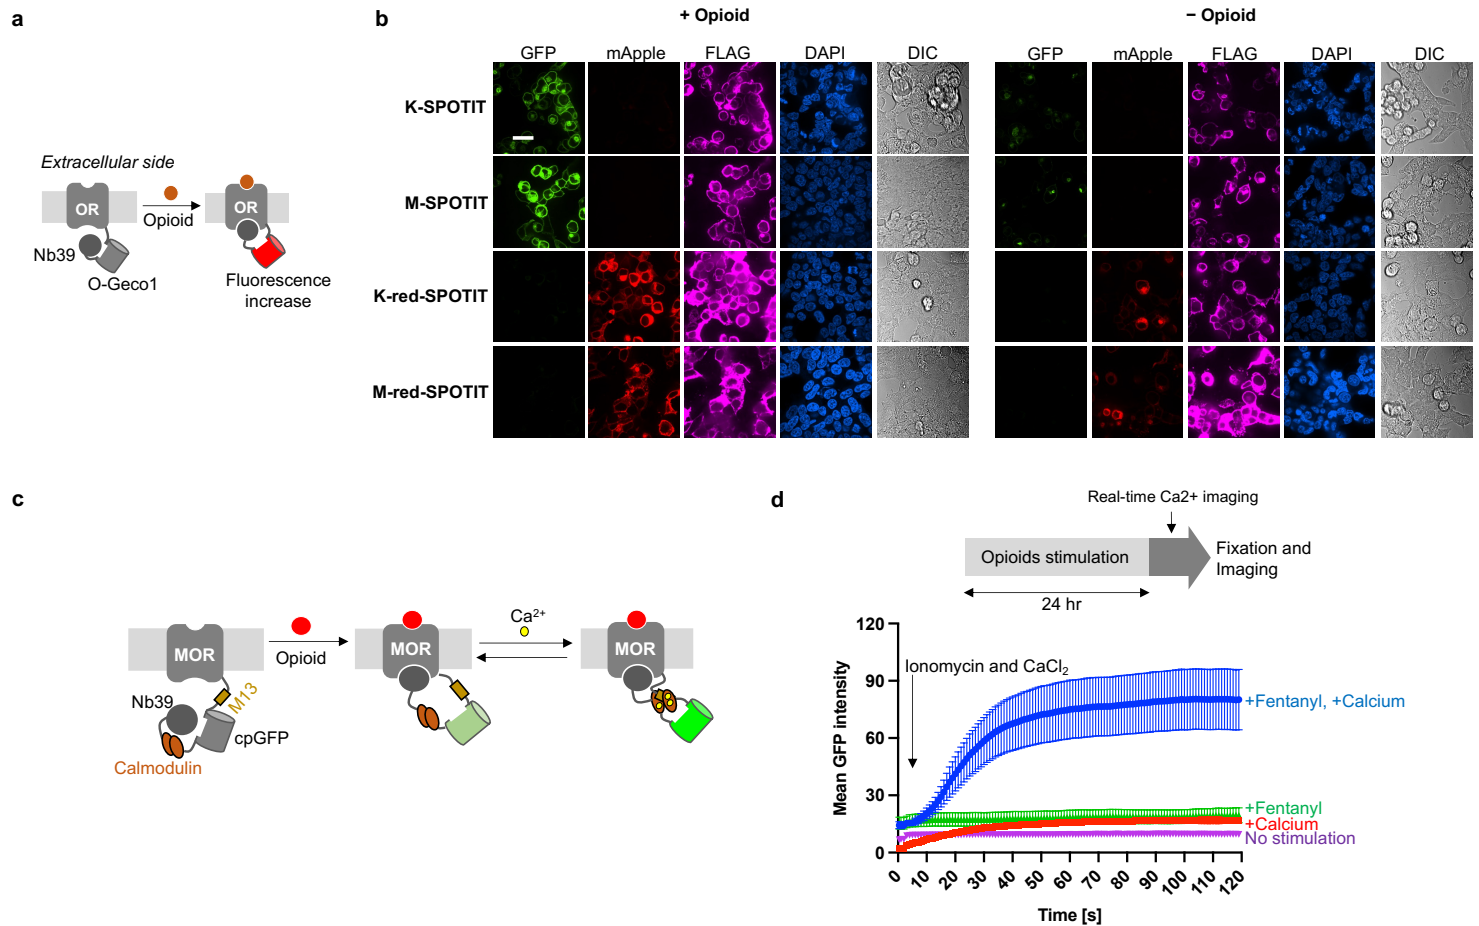 a
Extracellular side
OR
Opioid
OR
Nb39
O-Geco1
Fluorescence
increase
b
+ Opioid
− Opioid
GFP mApple FLAG DAPI DIC
GFP mApple FLAG DAPI DIC
K-SPOTIT
M-SPOTIT
K-red-SPOTIT
M-red-SPOTIT
c
MOR
Opioid
MOR
Ca²⁺
MOR
Nb39
M13
cpGFP
Calmodulin
d
Real-time Ca2+ imaging
Opioids stimulation
Fixation and
Imaging
24 hr
Mean GFP intensity
120
90
60
30
0
Ionomycin and CaCl₂
+Fentanyl, +Calcium
+Fentanyl
+Calcium
No stimulation
0 10 20 30 40 50 60 70 80 90 100 110 120
Time [s]